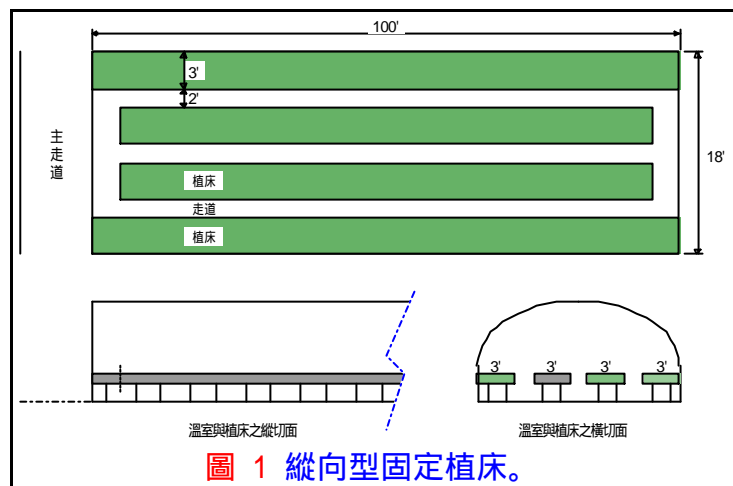 100'
3'
2'
主走道
18'
植床
走道
植床
3' 3' 3' 3'
溫室與植床之縱切面
溫室與植床之橫切面
圖 1 縱向型固定植床。